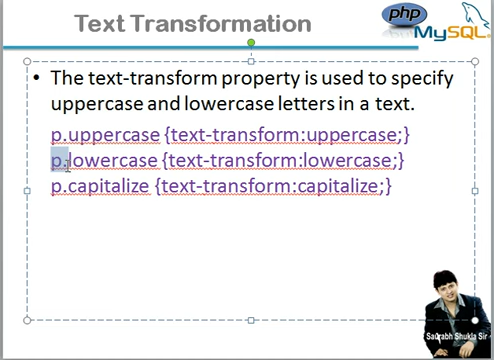 Text Transformation
php
MySQL
• The text-transform property is used to specify
uppercase and lowercase letters in a text.
p.uppercase {text-transform:uppercase;}
p.lowercase {text-transform:lowercase;}
p.capitalize {text-transform:capitalize;}
Saurabh Shukla Sir